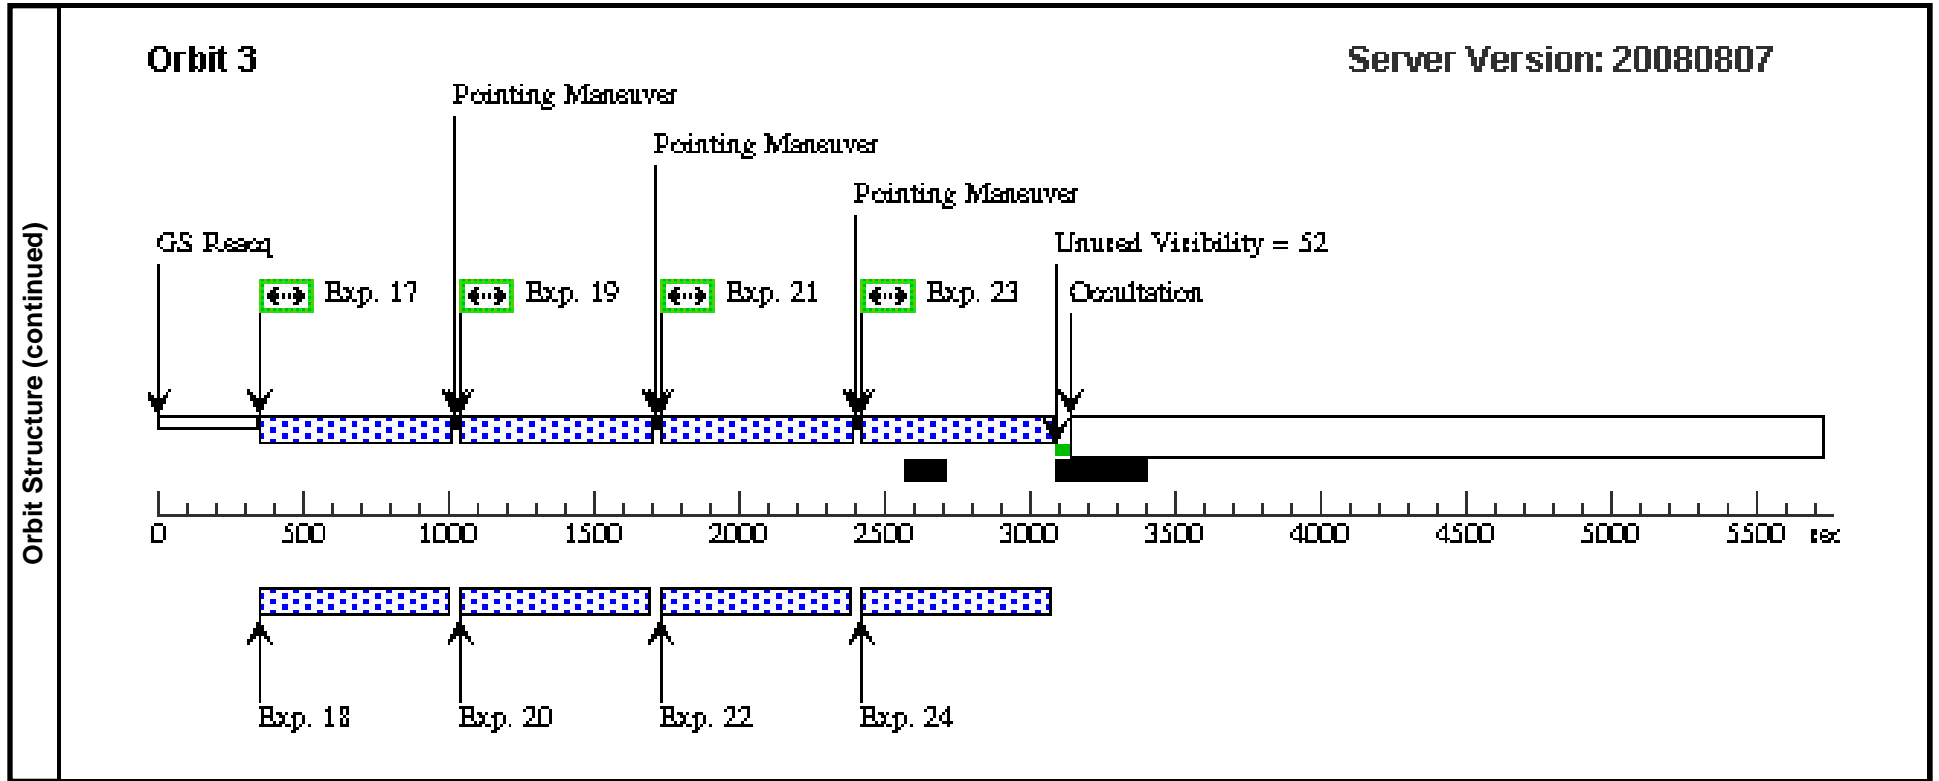 Orbit Structure (continued)
Orbit 3
Server Version: 20080807
Pointing Maneuver
Pointing Maneuver
Pointing Maneuver
GS Reacq
Unused Visibility = 52
Exp. 17
Exp. 19
Exp. 21
Exp. 23
Occultation
0 500 1000 1500 2000 2500 3000 3500 4000 4500 5000 5500 sec
Exp. 18
Exp. 20
Exp. 22
Exp. 24